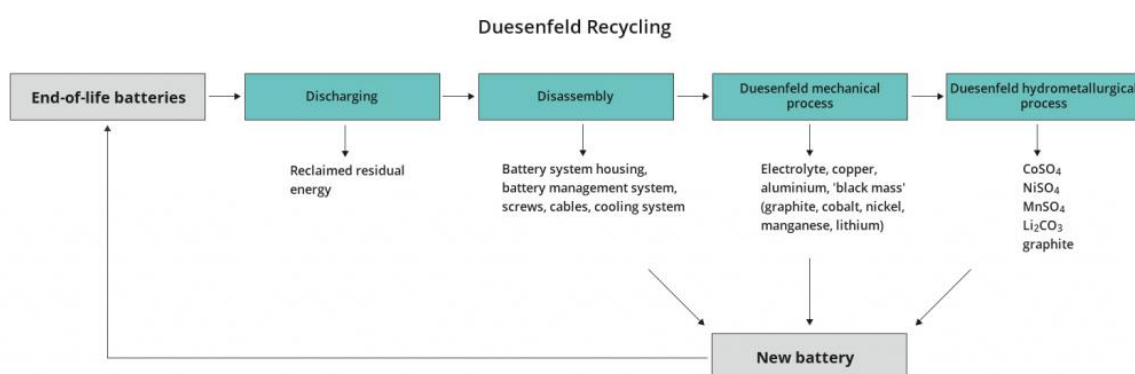 Duesenfeld Recycling
End-of-life batteries
Discharging
Disassembly
Duesenfeld mechanical
process
Duesenfeld hydrometallurgical
process
Reclaimed residual
energy
Battery system housing,
battery management system,
screws, cables, cooling system
Electrolyte, copper,
aluminium, 'black mass'
(graphite, cobalt, nickel,
manganese, lithium)
CoSO₄
NiSO₄
MnSO₄
Li₂CO₃
graphite
New battery